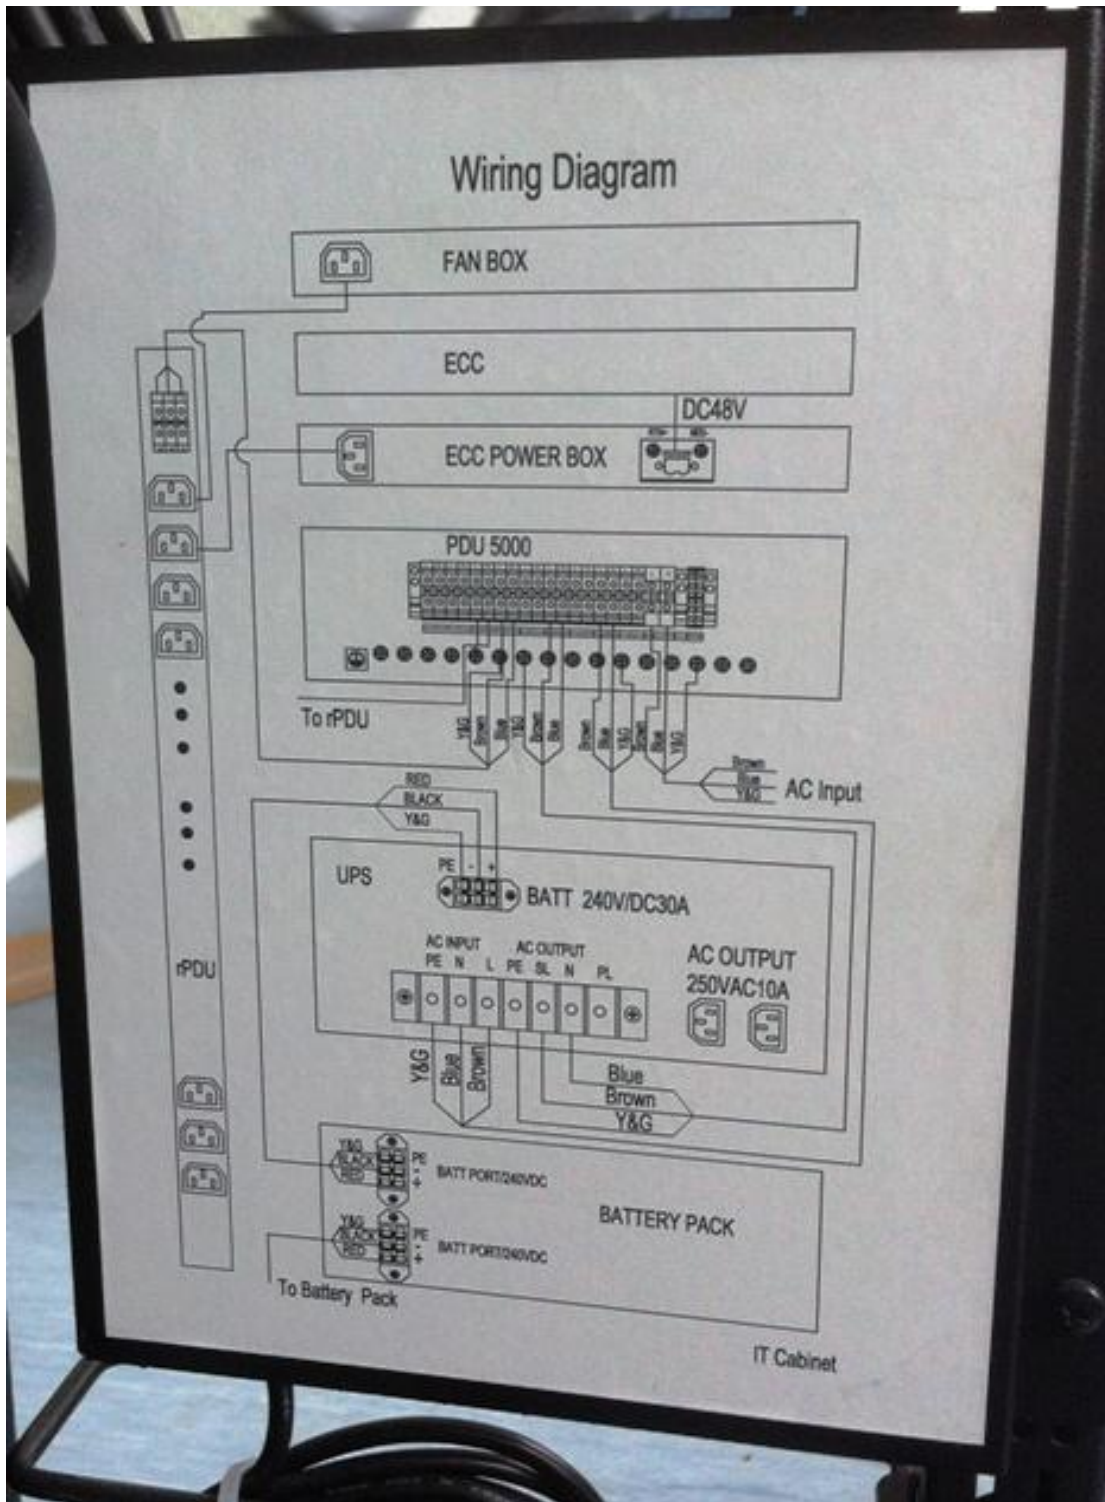 Wiring Diagram
FAN BOX
ECC
DC48V
ECC POWER BOX
PDU 5000
To rPDU
Y&G
Brown
Blue
Y&G
Brown
Blue
Brown
Blue
Y&G
Brown
Blue
Y&G
Brown
Blue
Y&G
AC Input
RED
BLACK
Y&G
UPS
PE - +
BATT 240V/DC30A
AC INPUT AC OUTPUT
PE N L PE SL N PL
AC OUTPUT
250VAC10A
rPDU
Y&G
Blue
Brown
Blue
Brown
Y&G
Y&G
BLACK
RED
PE
-
+
BATT PORT/240VDC
BATTERY PACK
Y&G
BLACK
RED
PE
-
+
BATT PORT/240VDC
To Battery Pack
IT Cabinet